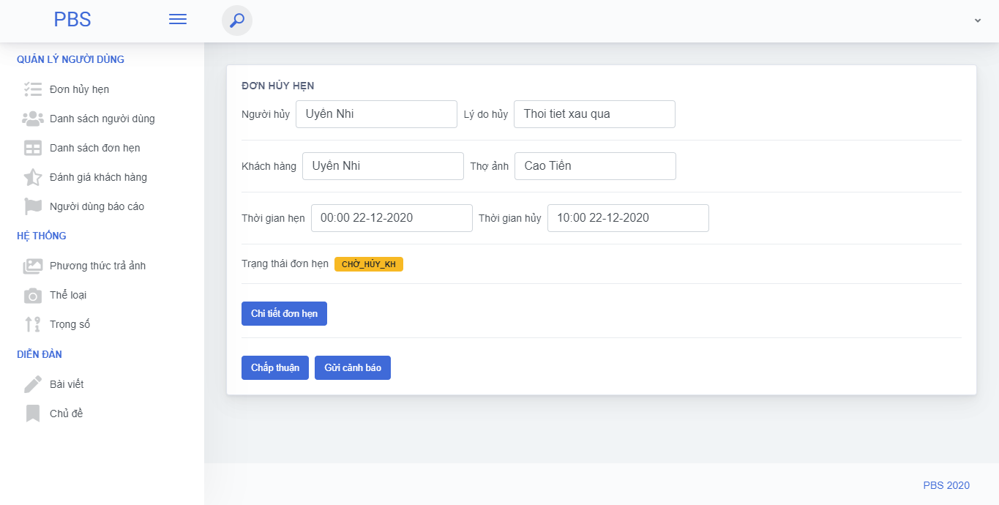 PBS
QUẢN LÝ NGƯỜI DÙNG
Đơn hủy hẹn
Danh sách người dùng
Danh sách đơn hẹn
Đánh giá khách hàng
Người dùng báo cáo
HỆ THỐNG
Phương thức trả ảnh
Thể loại
Trọng số
DIỄN ĐÀN
Bài viết
Chủ đề
ĐƠN HỦY HẸN
Người hủy Uyên Nhi Lý do hủy Thoi tiet xau qua
Khách hàng Uyên Nhi Thợ ảnh Cao Tiến
Thời gian hẹn 00:00 22-12-2020 Thời gian hủy 10:00 22-12-2020
Trạng thái đơn hẹn CHỜ_HỦY_KH
Chi tiết đơn hẹn
Chấp thuận Gửi cảnh báo
PBS 2020